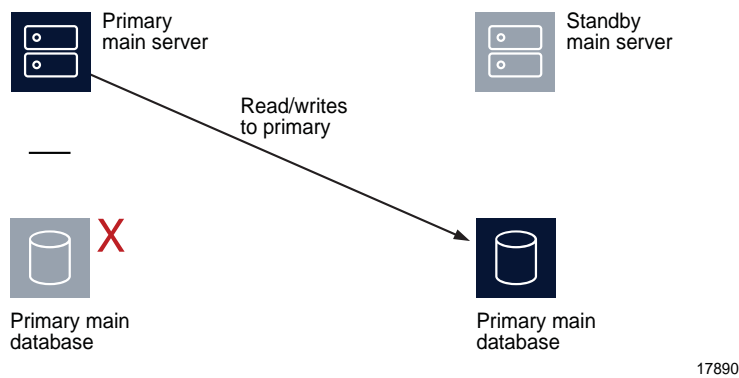 Primary
main server
Standby
main server
Read/writes
to primary
X
Primary main
database
Primary main
database
17890